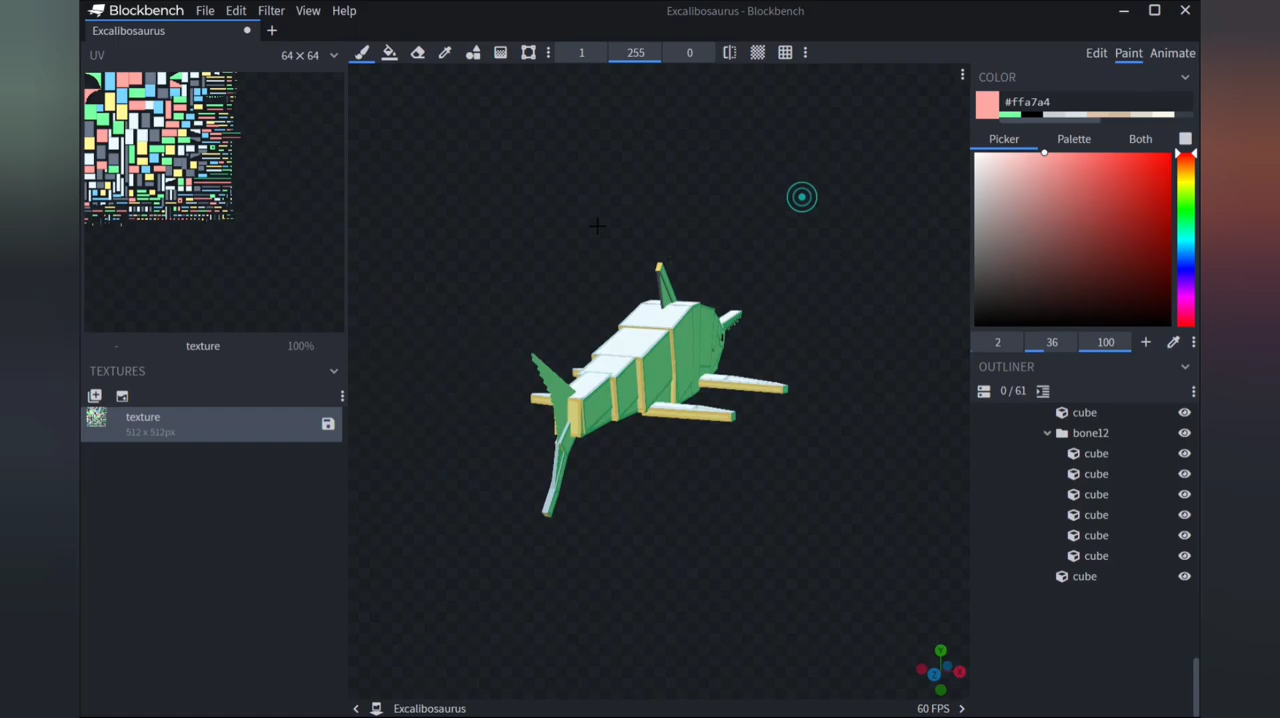 Blockbench File Edit Filter View Help Excalibosaurus - Blockbench
Excalibosaurus
UV 64×64 1 255 0 Edit Paint Animate
COLOR
#ffa7a4
Picker Palette Both
- texture 100% 2 36 100
TEXTURES OUTLINER
0/61
texture
512 x 512px
cube
bone12
cube
cube
cube
cube
cube
cube
cube
Y
X
Z
Excalibosaurus 60 FPS